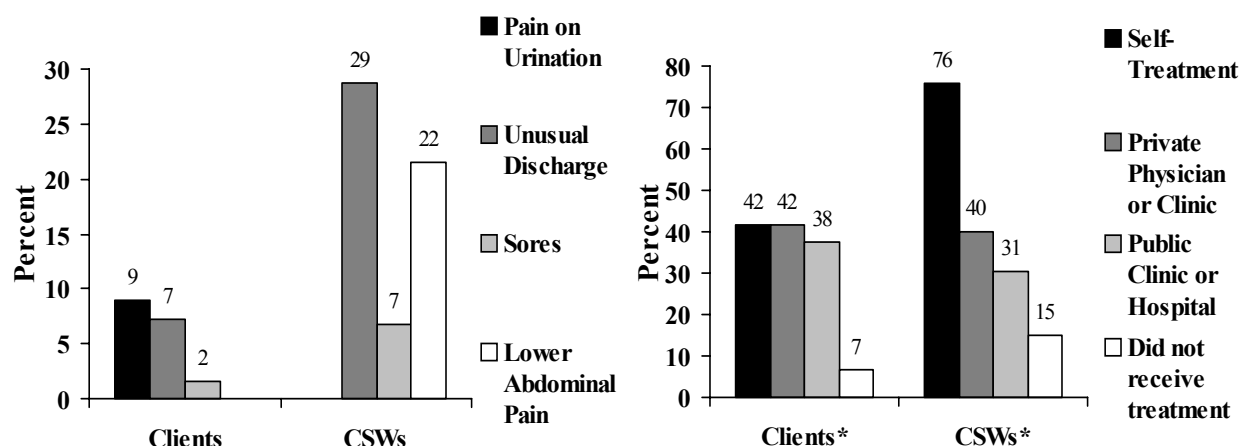 Percent
30
25
20
15
10
5
0
9
7
2
29
7
22
Clients
CSWs
Pain on
Urination
Unusual
Discharge
Sores
Lower
Abdominal
Pain
Percent
80
70
60
50
40
30
20
10
0
42
42
38
7
76
40
31
15
Clients*
CSWs*
Self-
Treatment
Private
Physician
or Clinic
Public
Clinic or
Hospital
Did not
receive
treatment